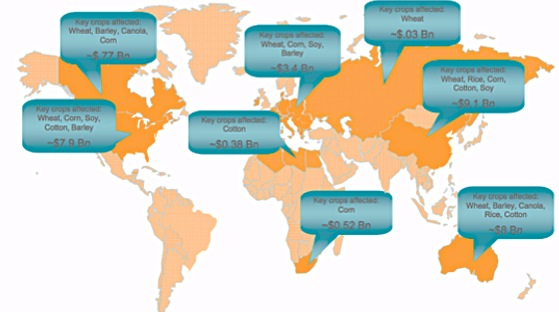 Key crops affected:
Wheat, Barley, Canola,
Corn
~$.77 Bn
Key crops affected:
Wheat, Corn, Soy,
Barley
~$3.4 Bn
Key crops affected:
Wheat
~$.03 Bn
Key crops affected:
Wheat, Rice, Corn,
Cotton, Soy
~$9.1 Bn
Key crops affected:
Wheat, Corn, Soy,
Cotton, Barley
~$7.9 Bn
Key crops affected:
Cotton
~$0.38 Bn
Key crops affected:
Corn
~$0.52 Bn
Key crops affected:
Wheat, Barley, Canola,
Rice, Cotton
~$8 Bn